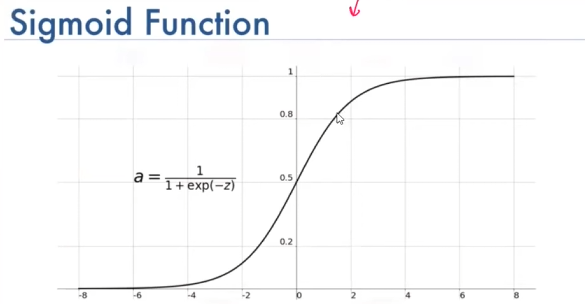 Sigmoid Function
1
0.8
a = 1 / (1 + exp(−z))
0.5
0.2
-8 -6 -4 -2 0 2 4 6 8